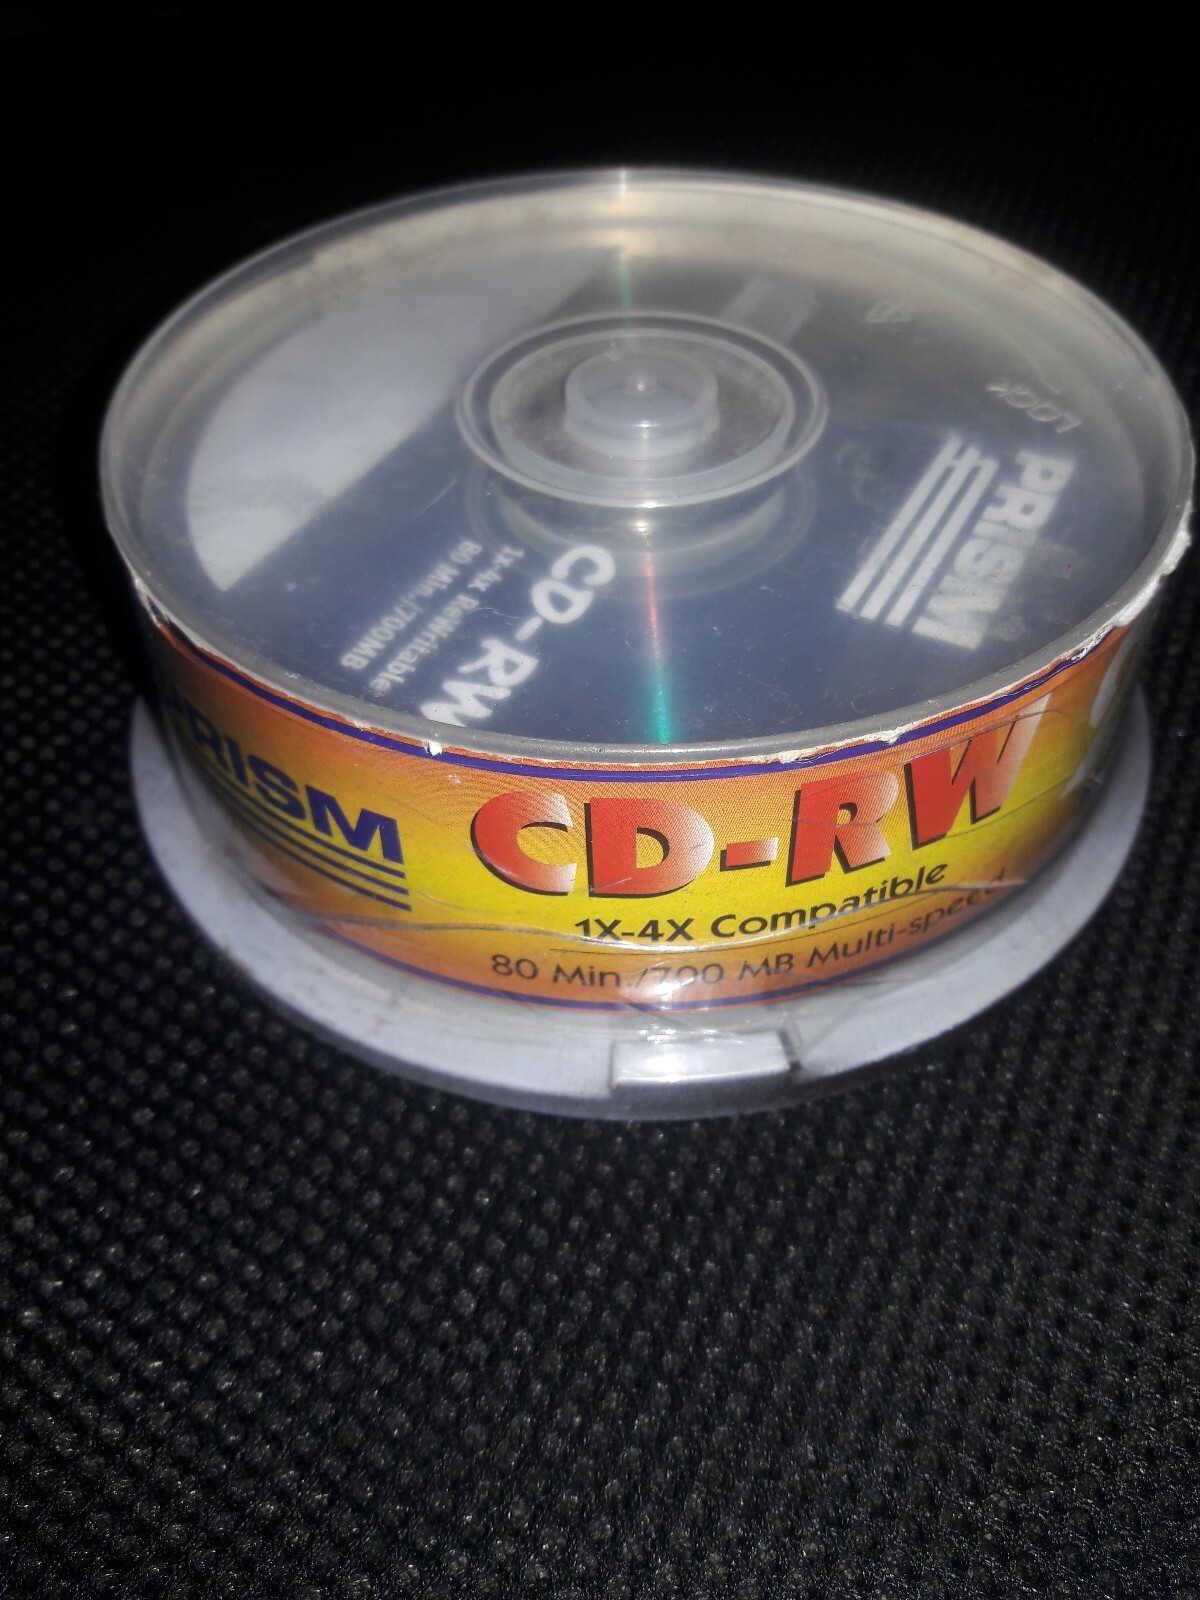 LOCK
PRISM
CD-RW
1x-4x ReWritable
80 Min./700MB
PRISM
CD-RW
1X-4X Compatible
80 Min./700 MB Multi-speed